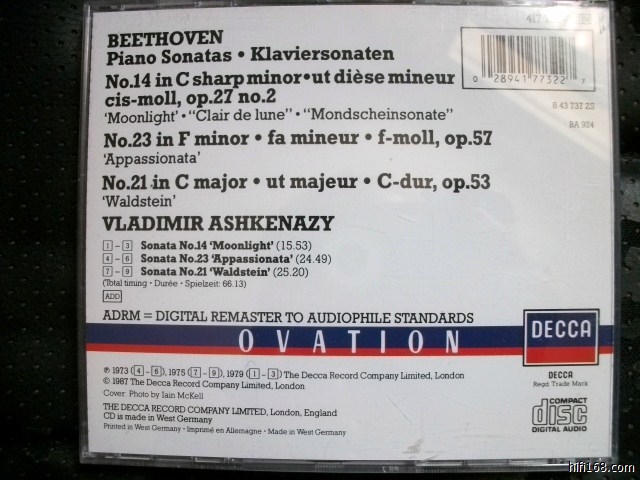 BEETHOVEN
Piano Sonatas • Klaviersonaten
No.14 in C sharp minor•ut dièse mineur
cis-moll, op.27 no.2
'Moonlight' • "Clair de lune" • "Mondscheinsonate"
No.23 in F minor • fa mineur • f-moll, op.57
'Appassionata'
No.21 in C major • ut majeur • C-dur, op.53
'Waldstein'
VLADIMIR ASHKENAZY
1 – 3 Sonata No.14 'Moonlight' (15.53)
4 – 6 Sonata No.23 'Appassionata' (24.49)
7 – 9 Sonata No.21 'Waldstein' (25.20)
(Total timing • Durée • Spielzeit: 66.13)
ADD
ADRM = DIGITAL REMASTER TO AUDIOPHILE STANDARDS
OVATION
DECCA
℗ 1973 (4 – 6), 1975 (7 – 9), 1979 (1 – 3) The Decca Record Company Limited, London
© 1987 The Decca Record Company Limited, London
Cover: Photo by Iain McKell
THE DECCA RECORD COMPANY LIMITED, London, England
CD is made in West Germany
Printed in West Germany • Imprimé en Allemagne • Made in West Germany
0 28941 77322 7
8 43 737 ZS
BA 924
DECCA
Regd. Trade Mark
COMPACT
disc
DIGITAL AUDIO
hifi168.com